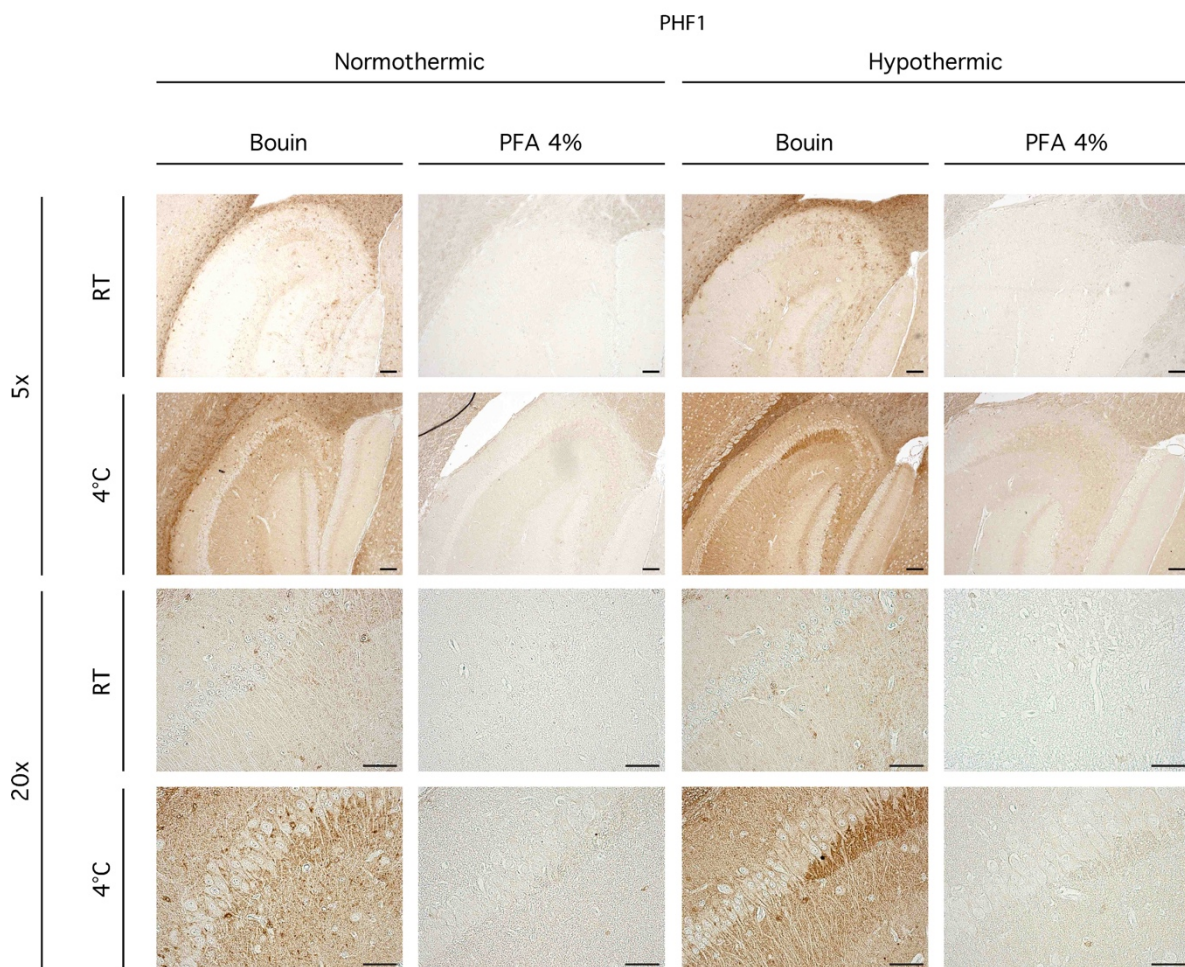 PHF1
Normothermic
Hypothermic
Bouin
PFA 4%
Bouin
PFA 4%
5x
RT
4°C
20x
RT
4°C